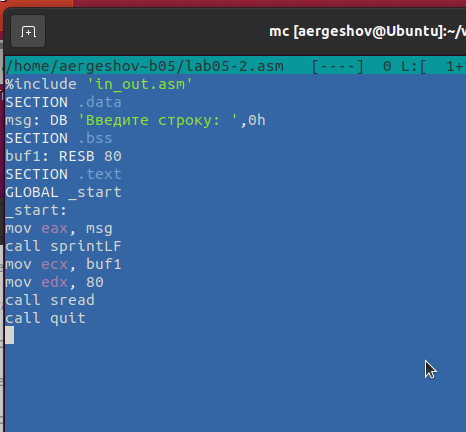 mc [aergeshov@Ubuntu]:~/
/home/aergeshov~b05/lab05-2.asm [----] 0 L:[ 1+
%include 'in_out.asm'
SECTION .data
msg: DB 'Введите строку: ',0h
SECTION .bss
buf1: RESB 80
SECTION .text
GLOBAL _start
_start:
mov eax, msg
call sprintLF
mov ecx, buf1
mov edx, 80
call sread
call quit